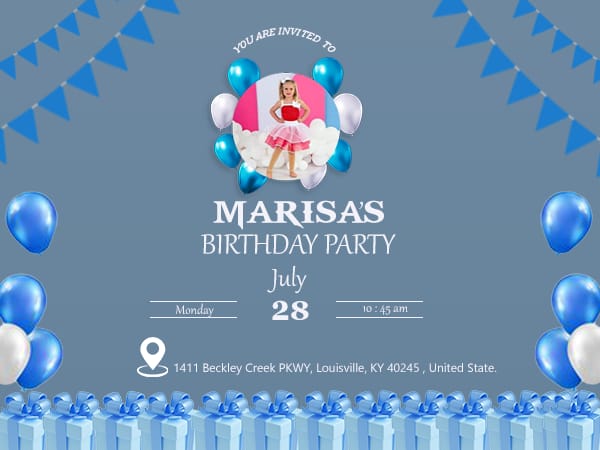 YOU ARE INVITED TO
MARISA'S
BIRTHDAY PARTY
July
Monday 28 10 : 45 am
1411 Beckley Creek PKWY, Louisville, KY 40245 , United State.